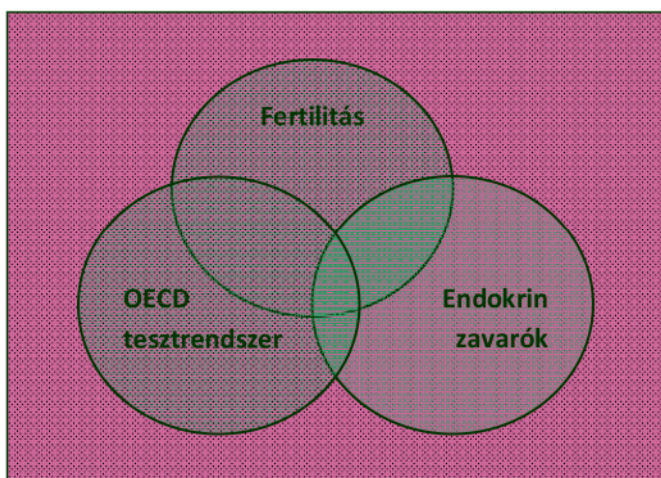 Fertilitás
OECD
tesztrendszer
Endokrin
zavarók